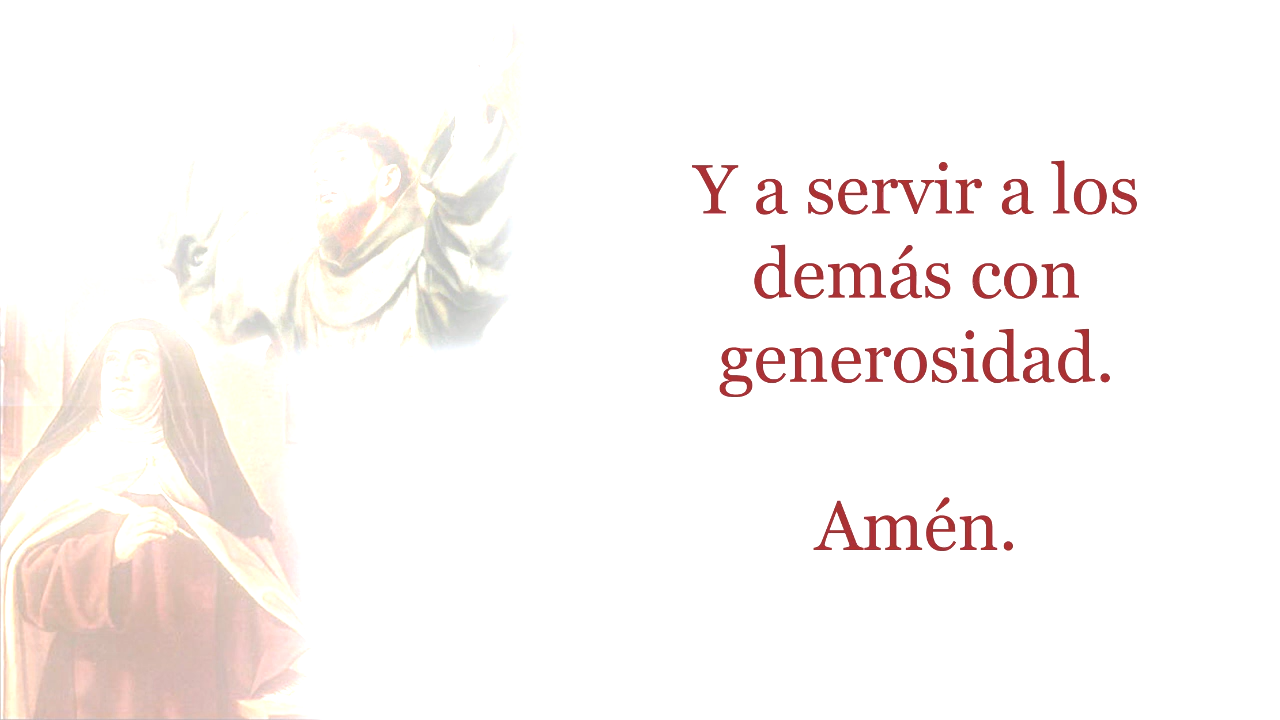 Y a servir a los
demás con
generosidad.
Amén.